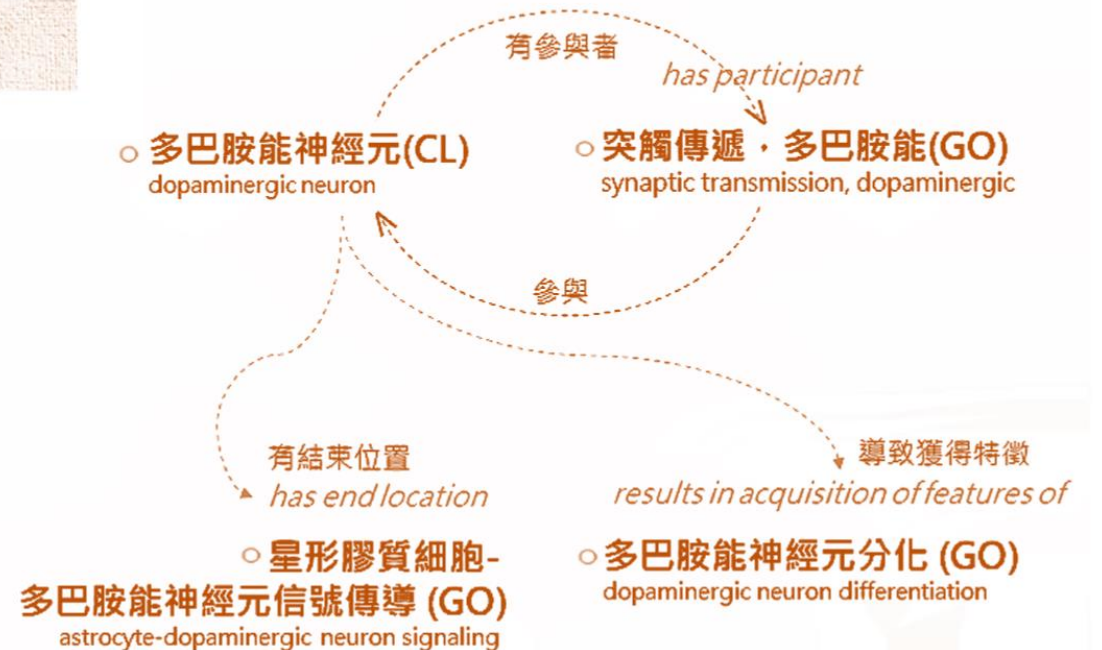 有參與者
has participant
多巴胺能神經元(CL)
dopaminergic neuron
突觸傳遞，多巴胺能(GO)
synaptic transmission, dopaminergic
參與
有結束位置
has end location
導致獲得特徵
results in acquisition of features of
星形膠質細胞-
多巴胺能神經元信號傳導 (GO)
astrocyte-dopaminergic neuron signaling
多巴胺能神經元分化 (GO)
dopaminergic neuron differentiation